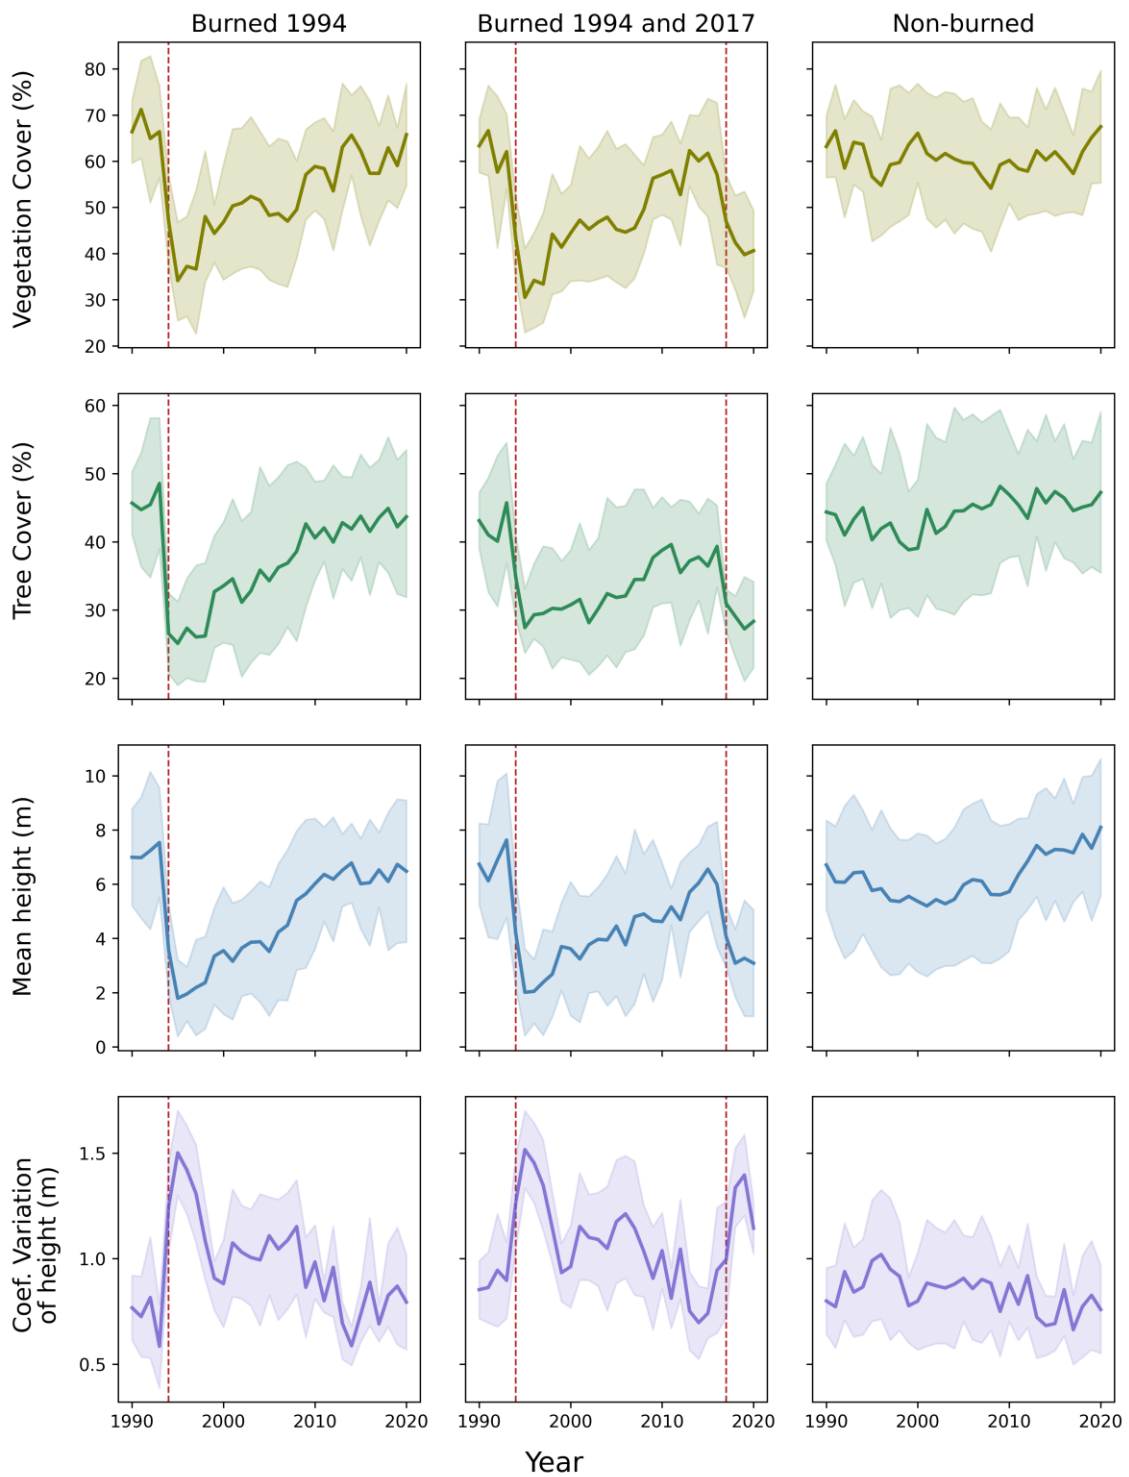 Burned 1994
Burned 1994 and 2017
Non-burned
Vegetation Cover (%)
80
70
60
50
40
30
20
Tree Cover (%)
60
50
40
30
20
Mean height (m)
10
8
6
4
2
0
Coef. Variation
of height (m)
1.5
1.0
0.5
1990 2000 2010 2020
1990 2000 2010 2020
1990 2000 2010 2020
Year